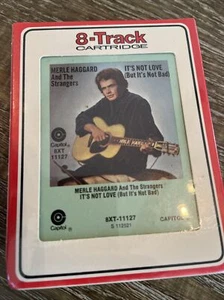 8-Track
CARTRIDGE
MERLE HAGGARD
And The
Strangers
IT'S NOT LOVE
(But It's Not Bad)
Capitol
8XT
11127
MERLE HAGGARD And The Strangers
IT'S NOT LOVE (But It's Not Bad)
8XT-11127
Capitol